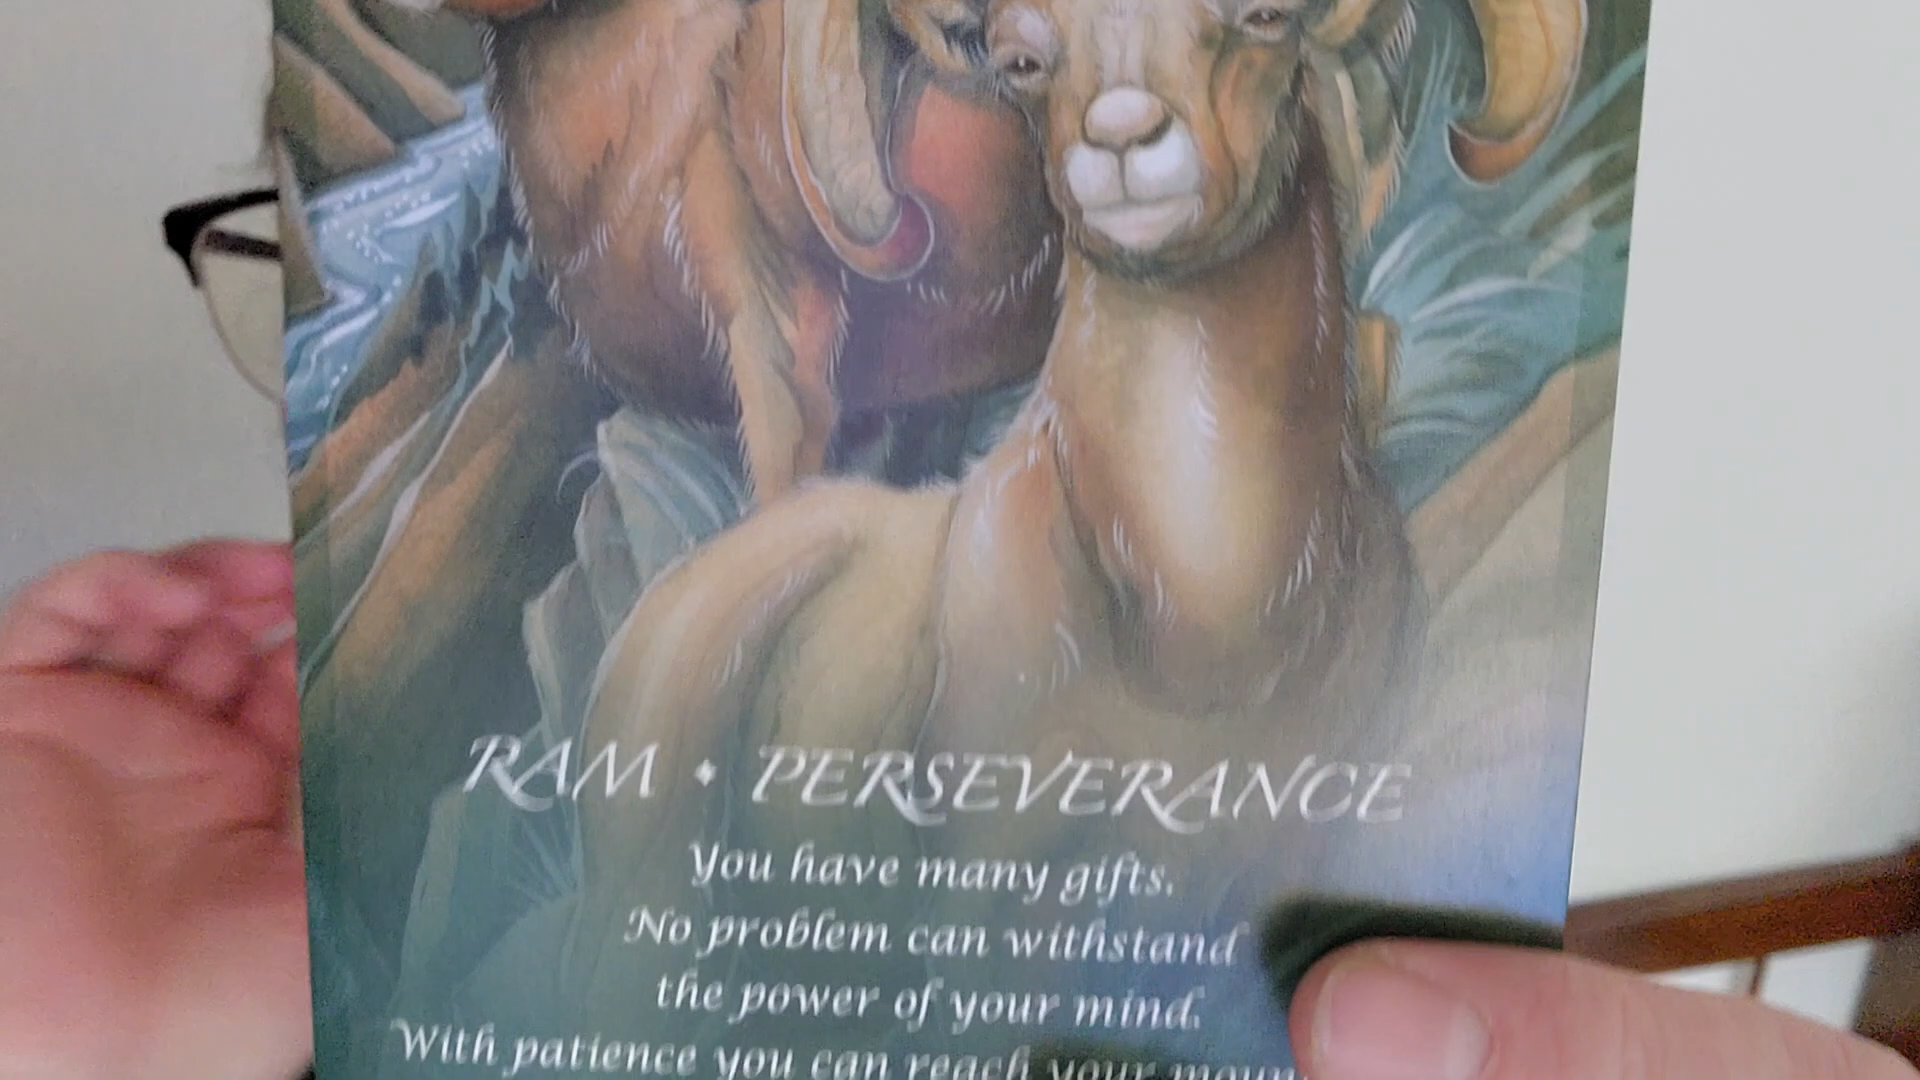 RAM • PERSEVERANCE
You have many gifts.
No problem can withstand
the power of your mind.
With patience you can reach your